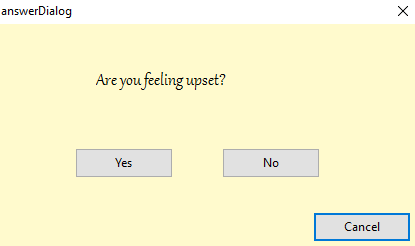 answerDialog
Are you feeling upset?
Yes No
Cancel